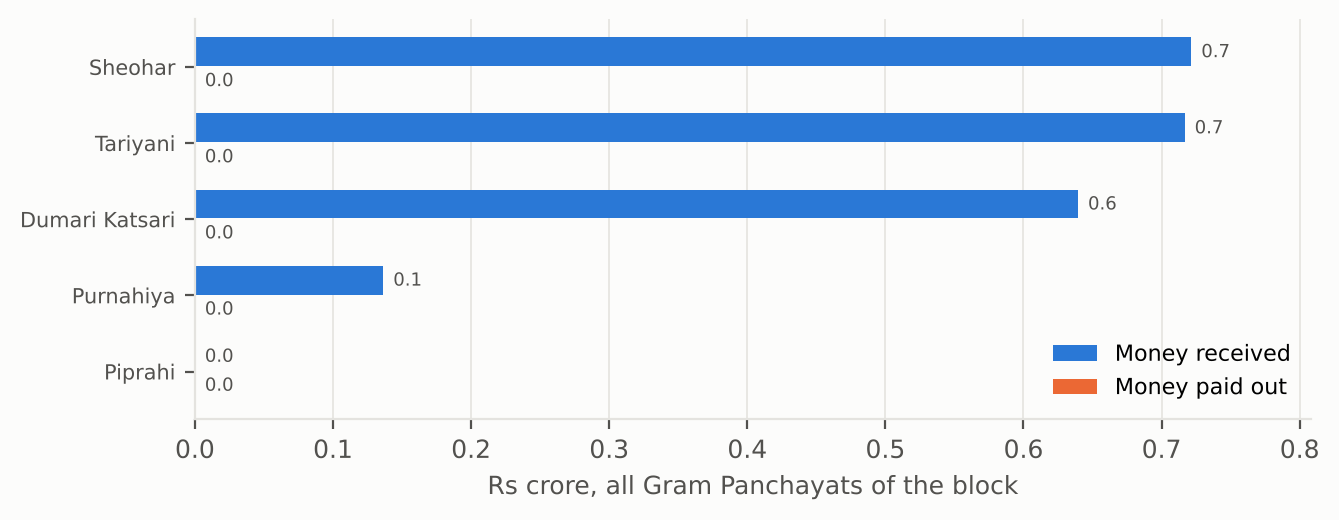 Sheohar
0.7
0.0
Tariyani
0.7
0.0
Dumari Katsari
0.6
0.0
Purnahiya
0.1
0.0
Piprahi
0.0
0.0
Money received
Money paid out
0.0 0.1 0.2 0.3 0.4 0.5 0.6 0.7 0.8
Rs crore, all Gram Panchayats of the block